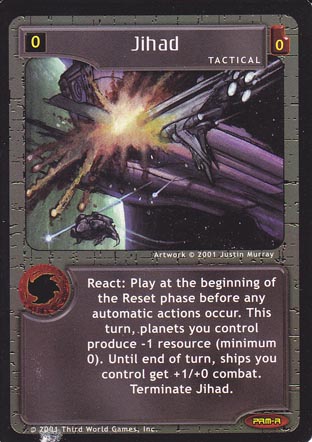 0
Jihad
0
TACTICAL
Artwork © 2001 Justin Murray
React: Play at the beginning
of the Reset phase before any
automatic actions occur. This
turn, planets you control
produce -1 resource (minimum
0). Until end of turn, ships you
control get +1/+0 combat.
Terminate Jihad.
© 2001 Third World Games, Inc.
PRM-R